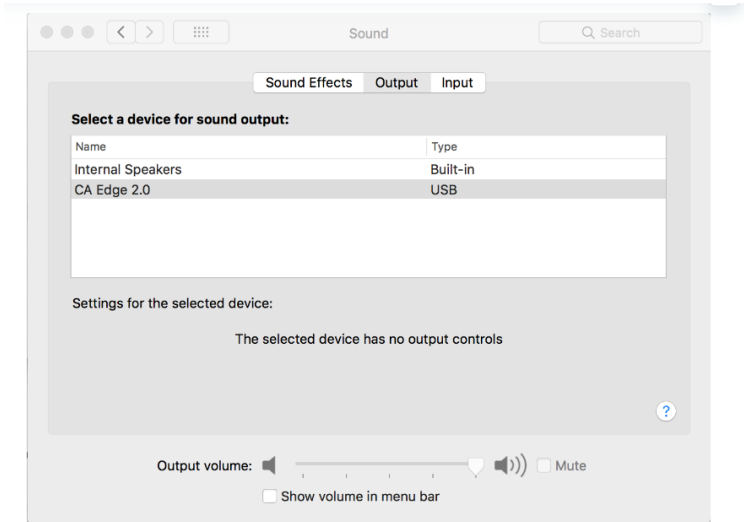 Sound
Search
Sound Effects Output Input
Select a device for sound output:
Name Type
Internal Speakers Built-in
CA Edge 2.0 USB
Settings for the selected device:
The selected device has no output controls
?
Output volume: Mute
Show volume in menu bar